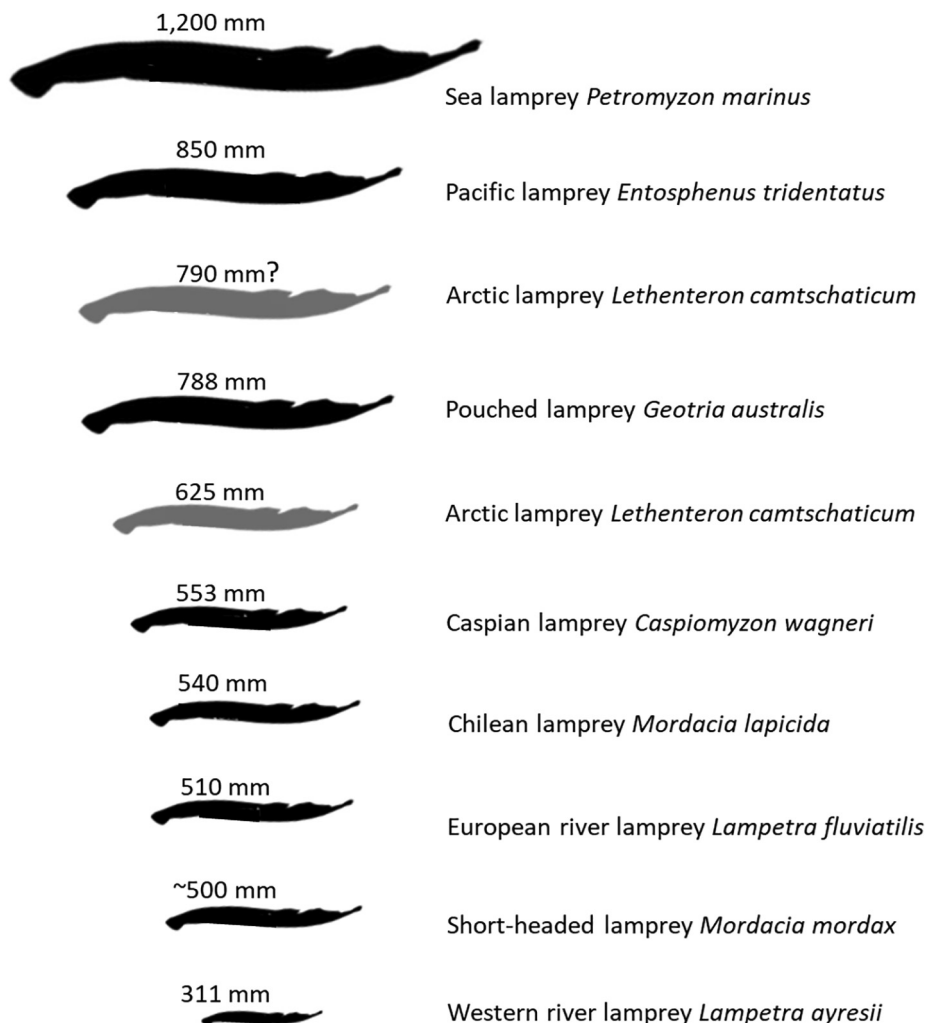 1,200 mm
Sea lamprey Petromyzon marinus
850 mm
Pacific lamprey Entosphenus tridentatus
790 mm?
Arctic lamprey Lethenteron camtschaticum
788 mm
Pouched lamprey Geotria australis
625 mm
Arctic lamprey Lethenteron camtschaticum
553 mm
Caspian lamprey Caspiomyzon wagneri
540 mm
Chilean lamprey Mordacia lapicida
510 mm
European river lamprey Lampetra fluviatilis
~500 mm
Short-headed lamprey Mordacia mordax
311 mm
Western river lamprey Lampetra ayresii